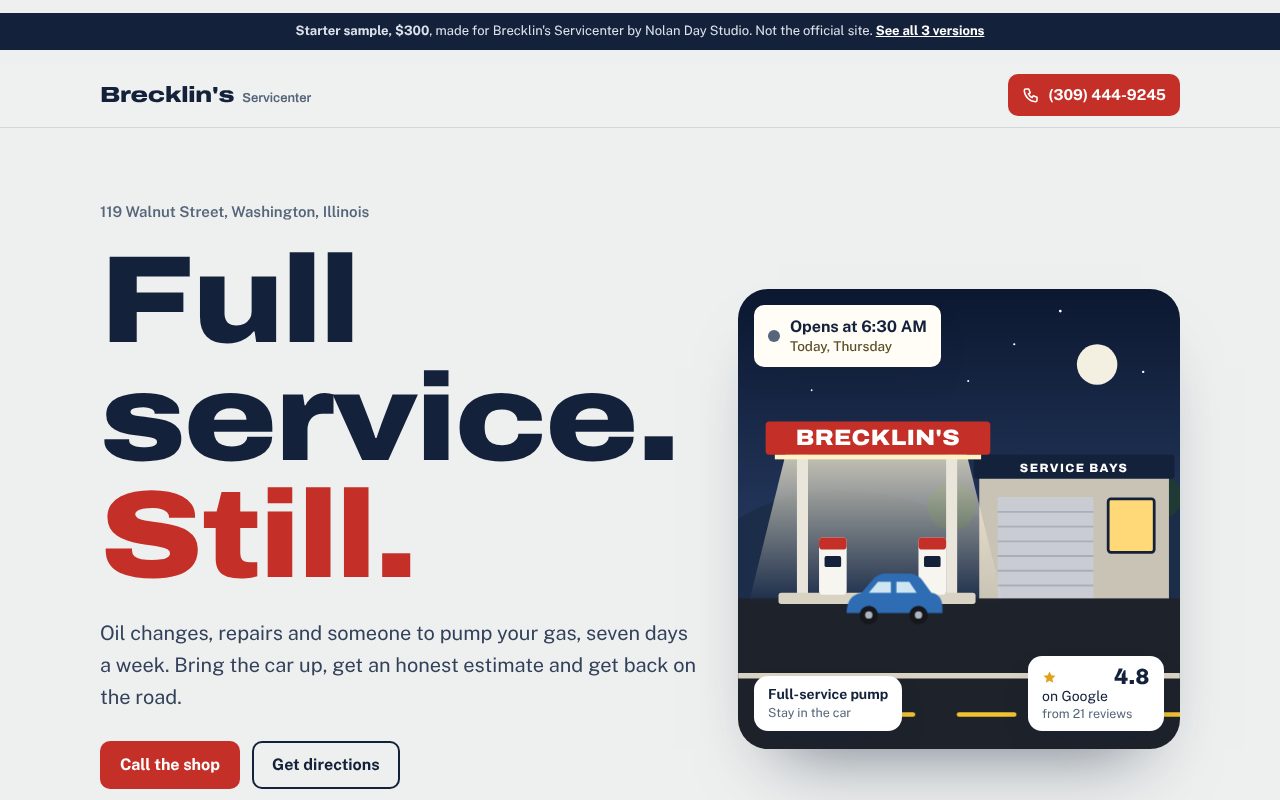 Starter sample, $300, made for Brecklin's Servicenter by Nolan Day Studio. Not the official site. See all 3 versions
Brecklin's Servicenter
(309) 444-9245
119 Walnut Street, Washington, Illinois
Full
service.
Still.
Oil changes, repairs and someone to pump your gas, seven days
a week. Bring the car up, get an honest estimate and get back on
the road.
Call the shop
Get directions
Opens at 6:30 AM
Today, Thursday
BRECKLIN'S
SERVICE BAYS
Full-service pump
Stay in the car
4.8
on Google
from 21 reviews